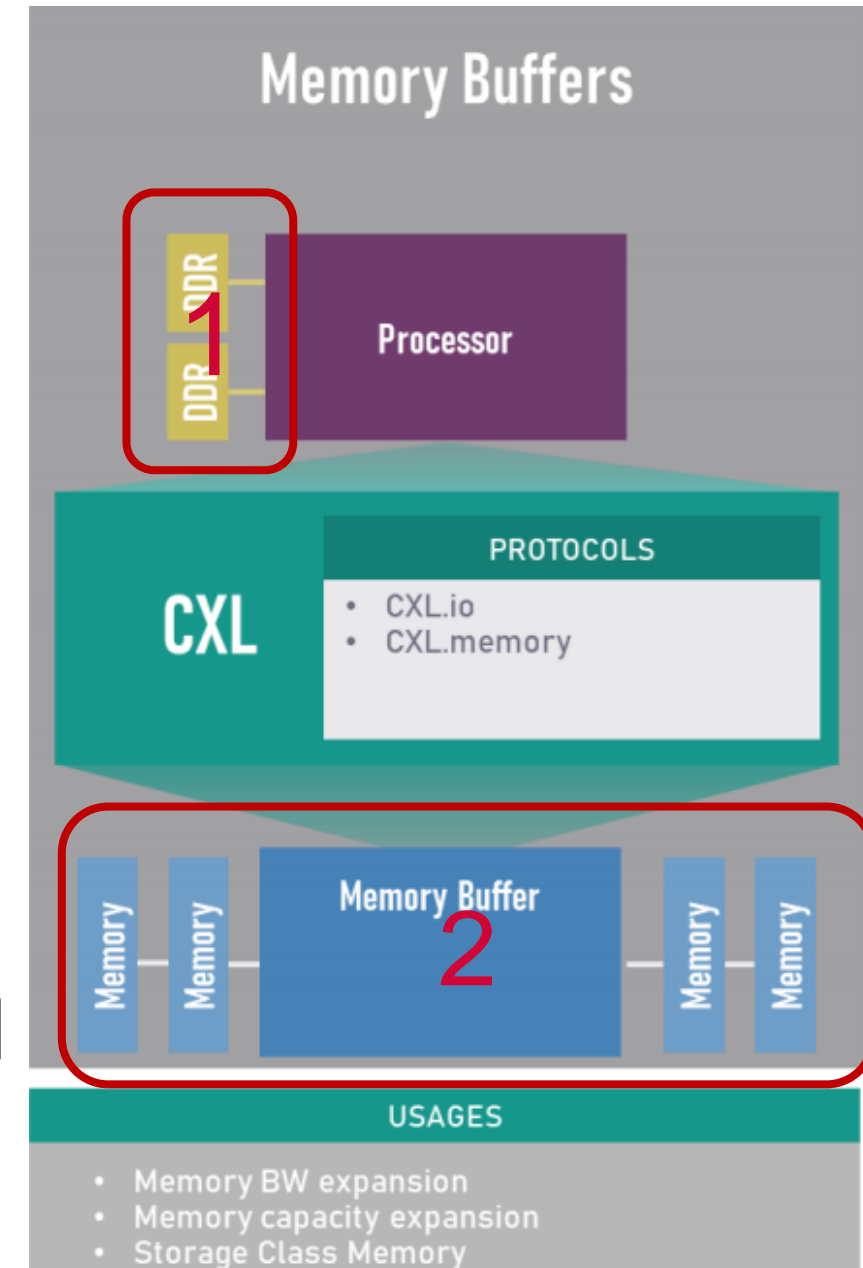 Memory Buffers
DDR
1
DDR
Processor
CXL
PROTOCOLS
• CXL.io
• CXL.memory
Memory
Memory
Memory Buffer
2
Memory
Memory
USAGES
• Memory BW expansion
• Memory capacity expansion
• Storage Class Memory